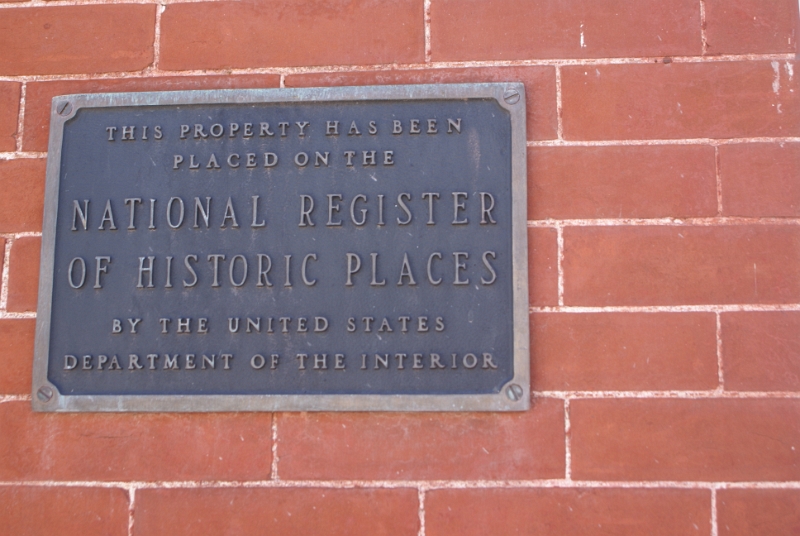 THIS PROPERTY HAS BEEN
PLACED ON THE
NATIONAL REGISTER
OF HISTORIC PLACES
BY THE UNITED STATES
DEPARTMENT OF THE INTERIOR